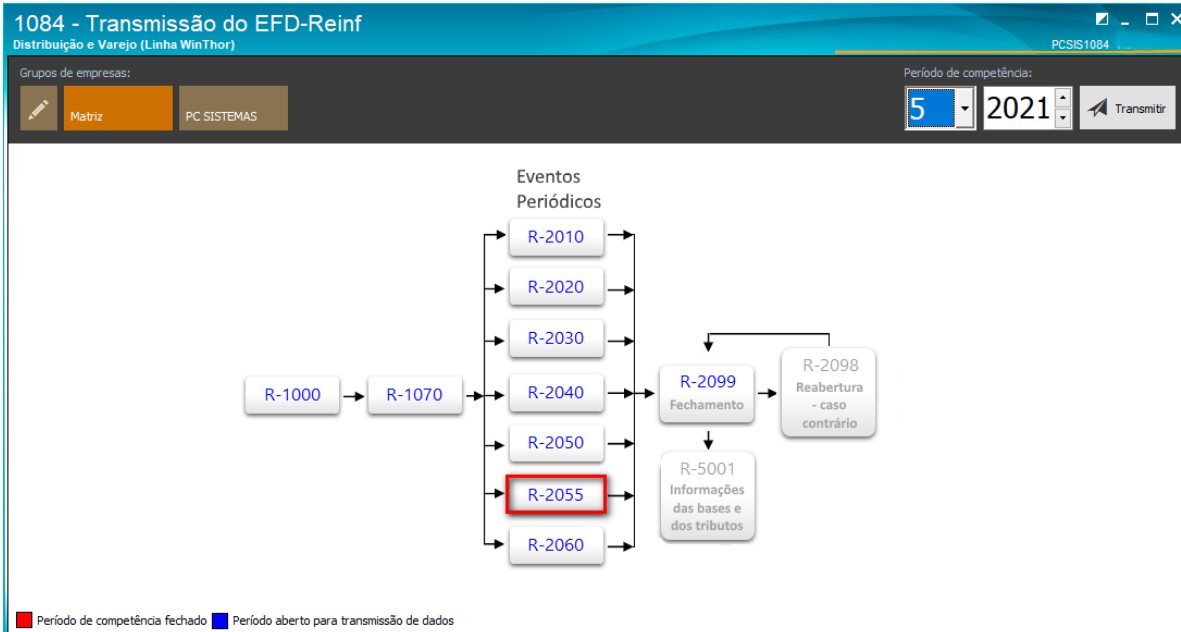 1084 - Transmissão do EFD-Reinf
Distribuição e Varejo (Linha WinThor)
PCSIS1084
Grupos de empresas:
Matriz
PC SISTEMAS
Período de competência:
5
2021
Transmitir
Eventos
Periódicos
R-2010
R-2020
R-2030
R-2040
R-2050
R-2055
R-2060
R-1000
R-1070
R-2099
Fechamento
R-2098
Reabertura
- caso
contrário
R-5001
Informações
das bases e
dos tributos
Período de competência fechado
Período aberto para transmissão de dados